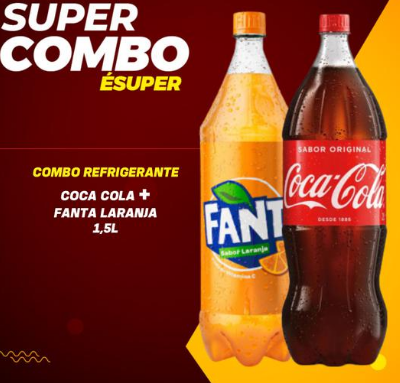 SUPER
COMBO
ÉSUPER
COMBO REFRIGERANTE
COCA COLA +
FANTA LARANJA
1,5L
FANT
Sabor Laranja
SABOR ORIGINAL
Coca-Cola
DESDE 1886